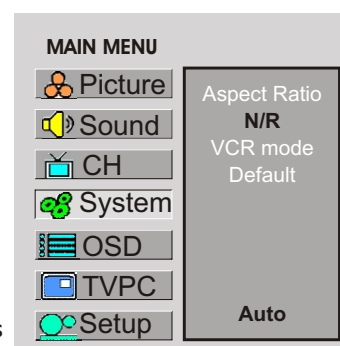 MAIN MENU
Picture
Sound
CH
System
OSD
TVPC
Setup
Aspect Ratio
N/R
VCR mode
Default
Auto
s